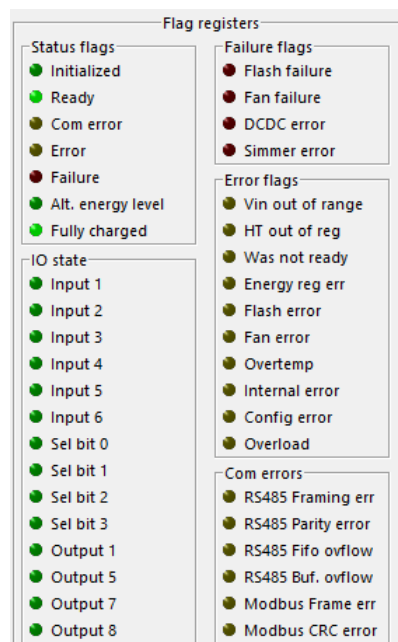 Flag registers
Status flags
Initialized
Ready
Com error
Error
Failure
Alt. energy level
Fully charged
IO state
Input 1
Input 2
Input 3
Input 4
Input 5
Input 6
Sel bit 0
Sel bit 1
Sel bit 2
Sel bit 3
Output 1
Output 5
Output 7
Output 8
Failure flags
Flash failure
Fan failure
DCDC error
Simmer error
Error flags
Vin out of range
HT out of reg
Was not ready
Energy reg err
Flash error
Fan error
Overtemp
Internal error
Config error
Overload
Com errors
RS485 Framing err
RS485 Parity error
RS485 Fifo ovflow
RS485 Buf. ovflow
Modbus Frame err
Modbus CRC error